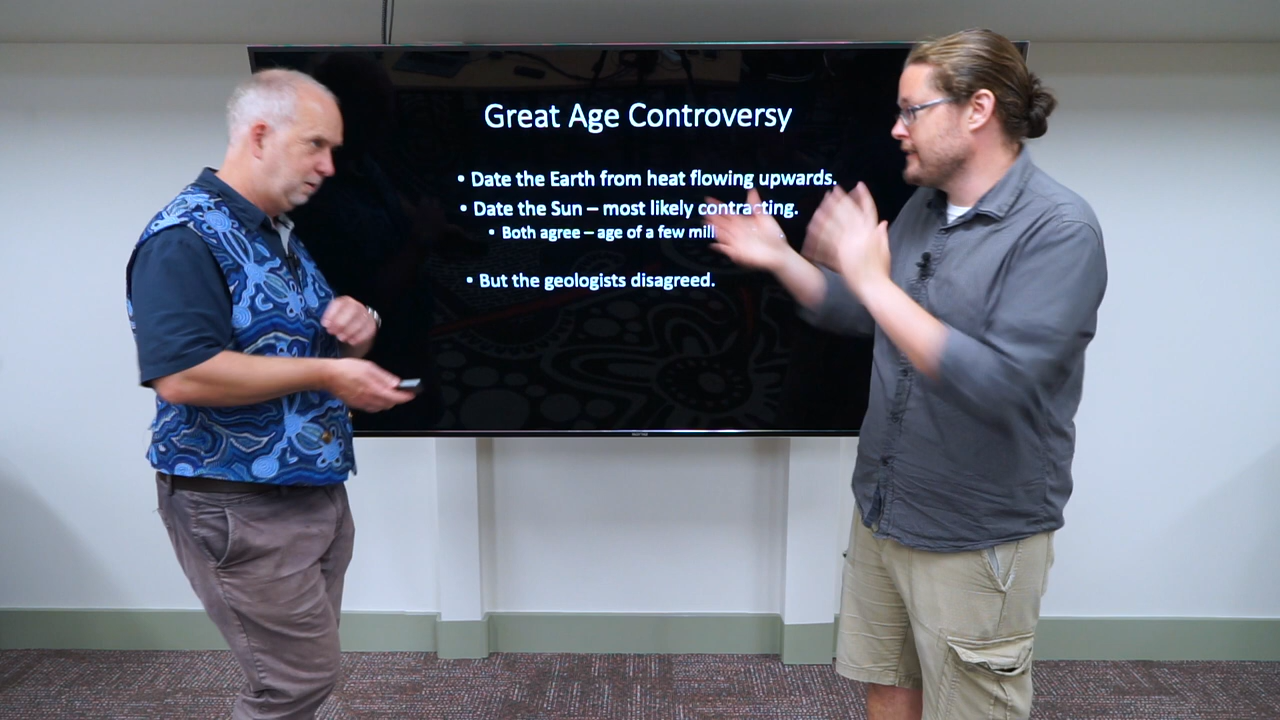 Great Age Controversy
• Date the Earth from heat flowing upwards.
• Date the Sun – most likely contracting.
• Both agree – age of a few
• But the geologists disagreed.